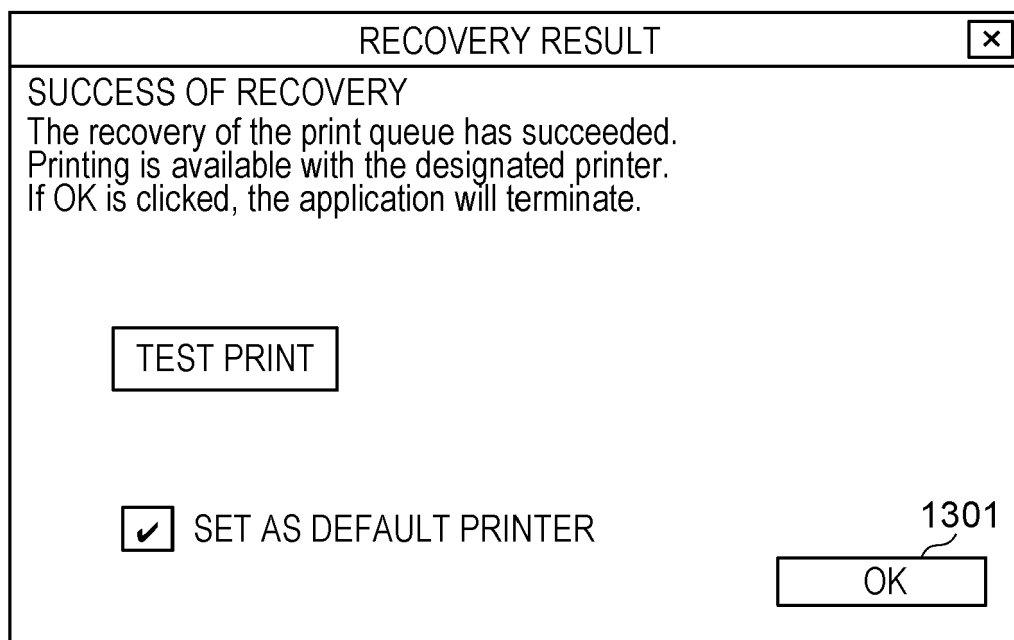 RECOVERY RESULT
SUCCESS OF RECOVERY
The recovery of the print queue has succeeded.
Printing is available with the designated printer.
If OK is clicked, the application will terminate.
TEST PRINT
SET AS DEFAULT PRINTER
1301
OK